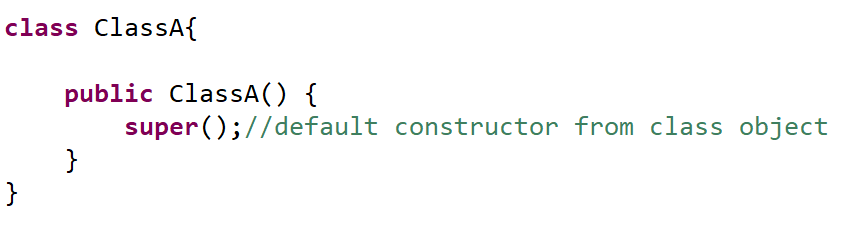 class ClassA{
public ClassA() {
super();//default constructor from class object
}
}